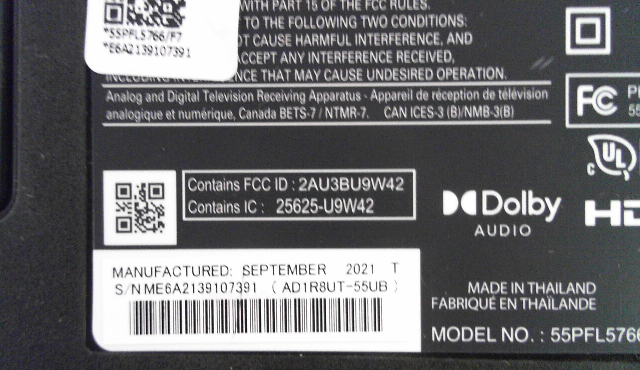 WITH PART 15 OF THE FCC RULES.
TO THE FOLLOWING TWO CONDITIONS:
CAUSE HARMFUL INTERFERENCE, AND
ACCEPT ANY INTERFERENCE RECEIVED,
INCLUDING INTERFERENCE THAT MAY CAUSE UNDESIRED OPERATION.
*55PFL5766/F7
*E6A2139107391
Analog and Digital Television Receiving Apparatus - Appareil de réception de télévision
analogique et numérique, Canada BETS-7 / NTMR-7. CAN ICES-3 (B)/NMB-3(B)
FC
UL
Contains FCC ID : 2AU3BU9W42
Contains IC : 25625-U9W42
Dolby
AUDIO
MANUFACTURED: SEPTEMBER 2021 T
S/N ME6A2139107391 ( AD1R8UT-55UB )
MADE IN THAILAND
FABRIQUÉ EN THAÏLANDE
MODEL NO. : 55PFL5766